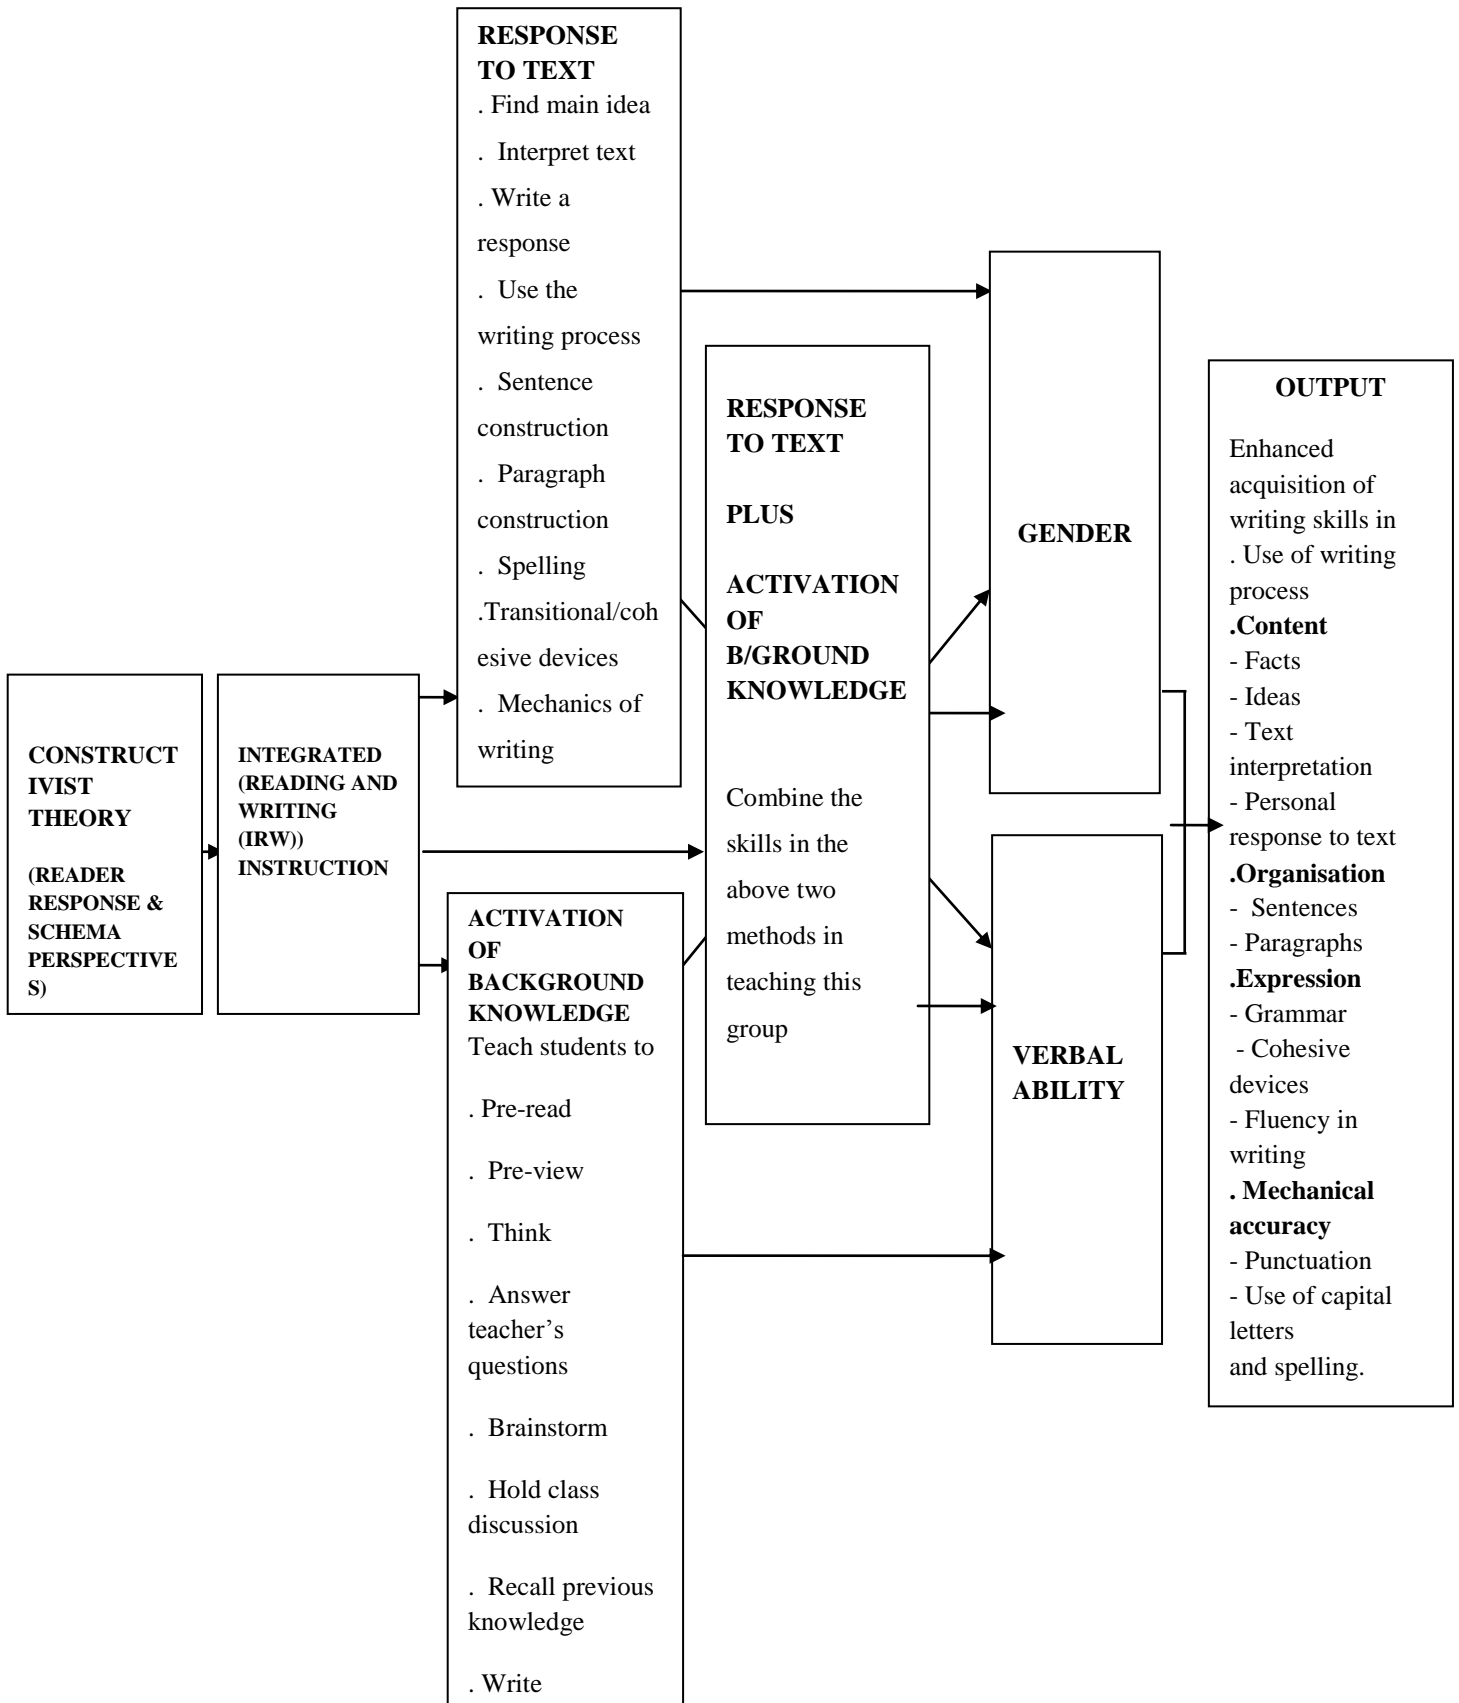 CONSTRUCT
IVIST
THEORY
(READER
RESPONSE &
SCHEMA
PERSPECTIVE
S)
INTEGRATED
(READING AND
WRITING
(IRW))
INSTRUCTION
RESPONSE
TO TEXT
. Find main idea
. Interpret text
. Write a
response
. Use the
writing process
. Sentence
construction
. Paragraph
construction
. Spelling
.Transitional/coh
esive devices
. Mechanics of
writing
ACTIVATION
OF
BACKGROUND
KNOWLEDGE
Teach students to
. Pre-read
. Pre-view
. Think
. Answer
teacher’s
questions
. Brainstorm
. Hold class
discussion
. Recall previous
knowledge
. Write
RESPONSE
TO TEXT
PLUS
ACTIVATION
OF
B/GROUND
KNOWLEDGE
Combine the
skills in the
above two
methods in
teaching this
group
GENDER
VERBAL
ABILITY
OUTPUT
Enhanced
acquisition of
writing skills in
. Use of writing
process
.Content
- Facts
- Ideas
- Text
interpretation
- Personal
response to text
.Organisation
- Sentences
- Paragraphs
.Expression
- Grammar
- Cohesive
devices
- Fluency in
writing
. Mechanical
accuracy
- Punctuation
- Use of capital
letters
and spelling.